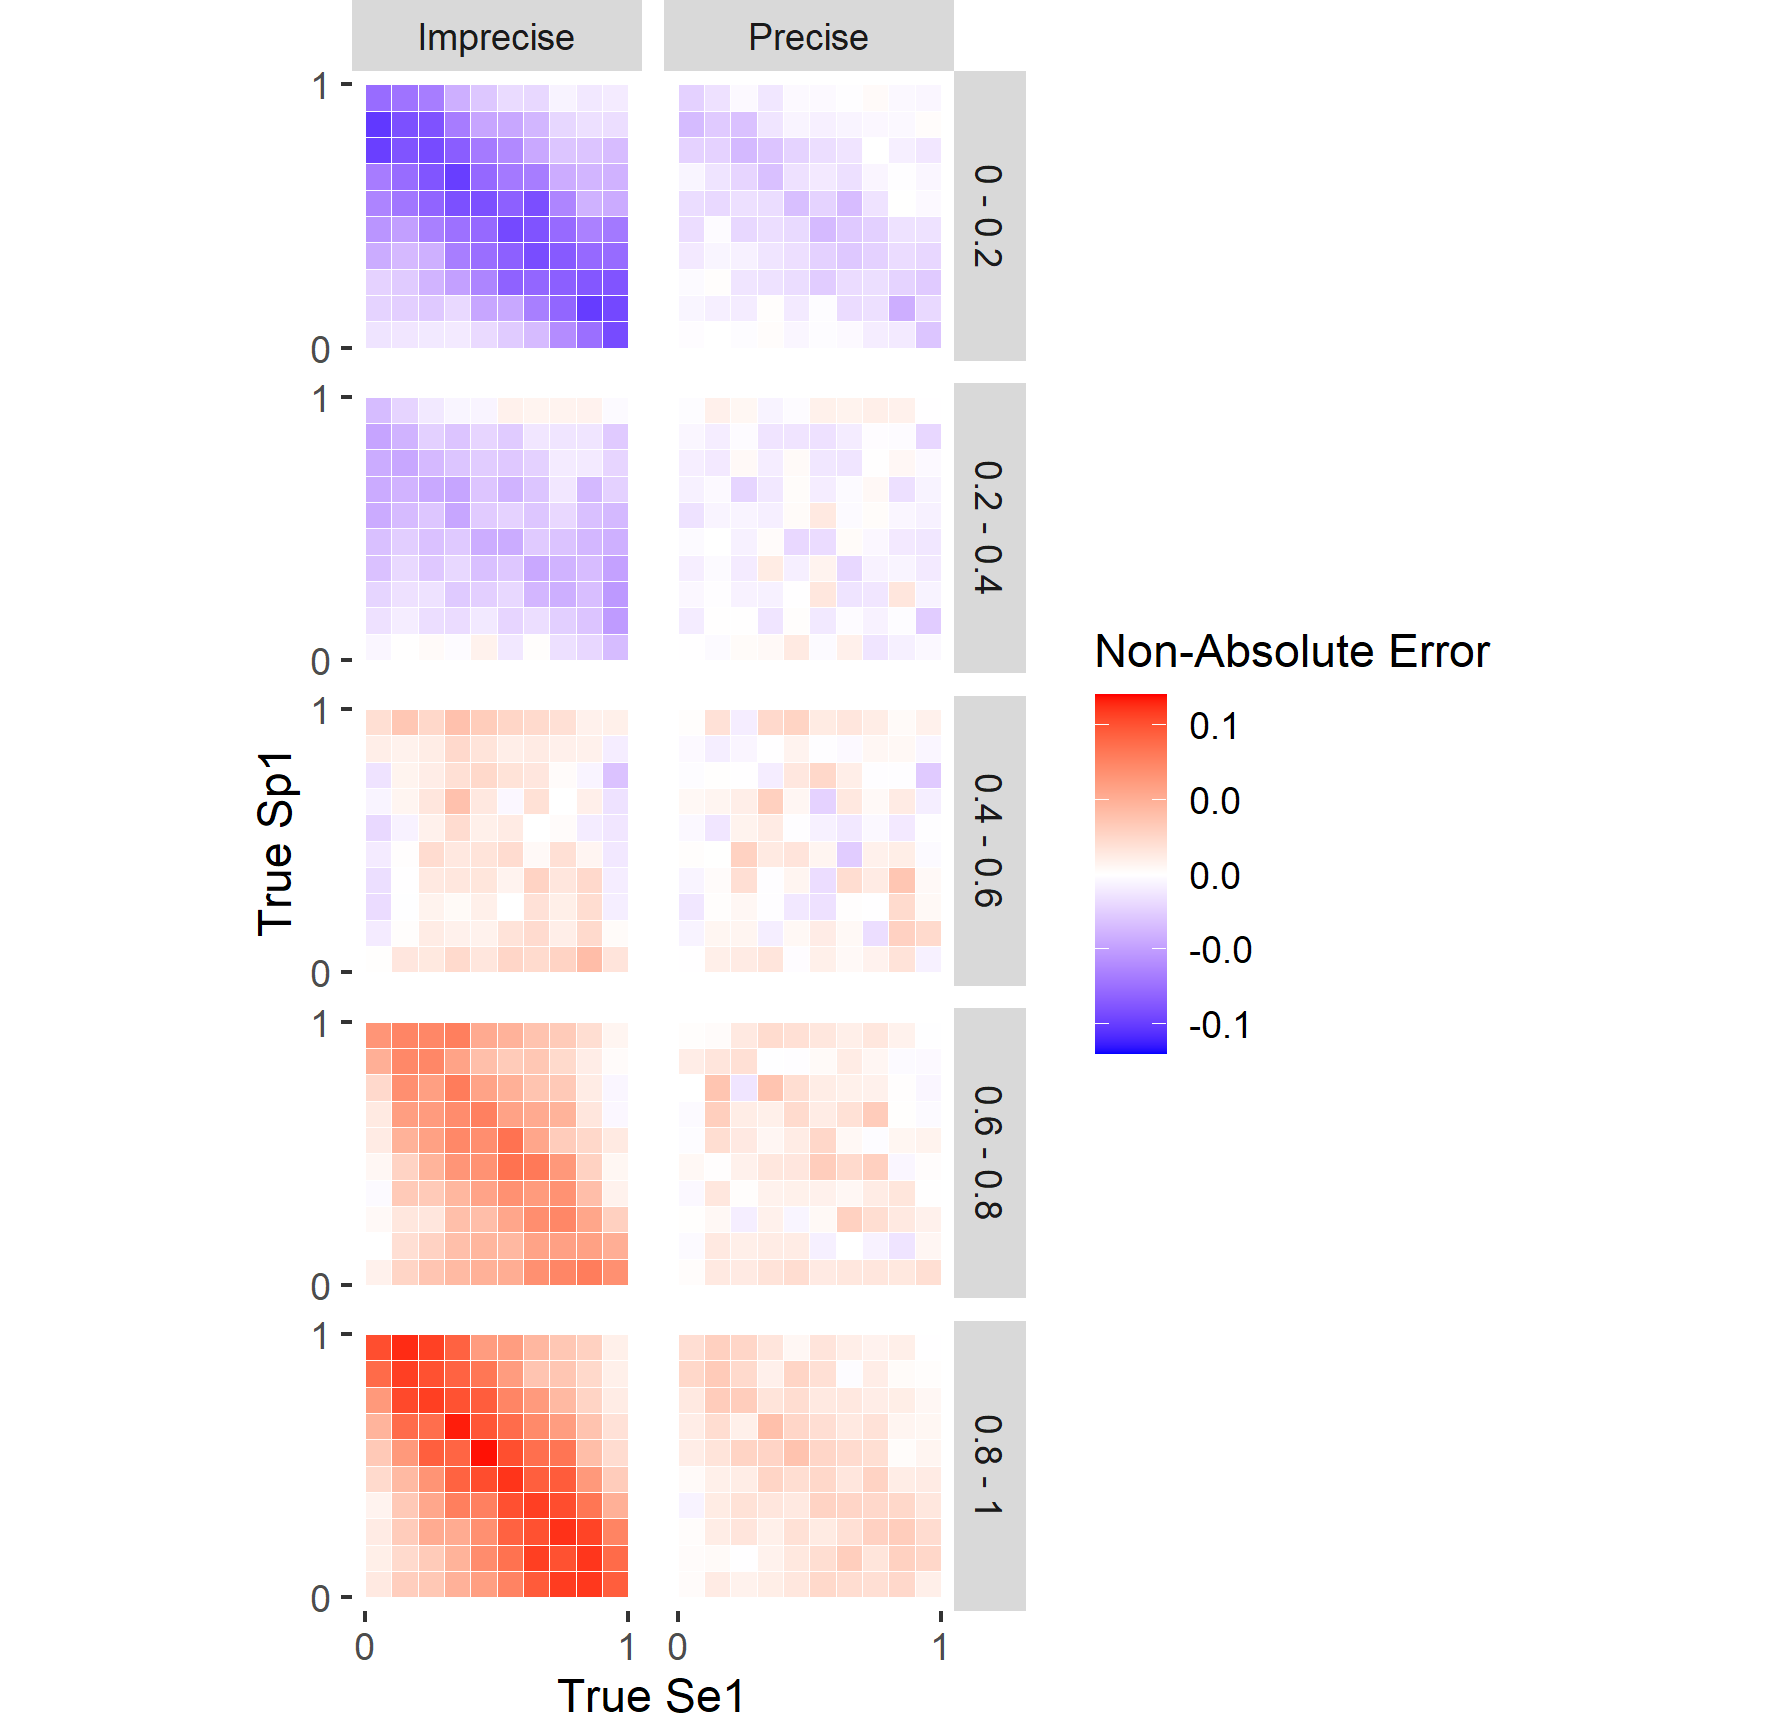 Imprecise Precise
1
0
0 - 0.2
1
0
0.2 - 0.4
1
0
0.4 - 0.6
1
0
0.6 - 0.8
1
0
0.8 - 1
True Sp1
0 1 0 1
True Se1
Non-Absolute Error
0.1
0.0
0.0
-0.0
-0.1